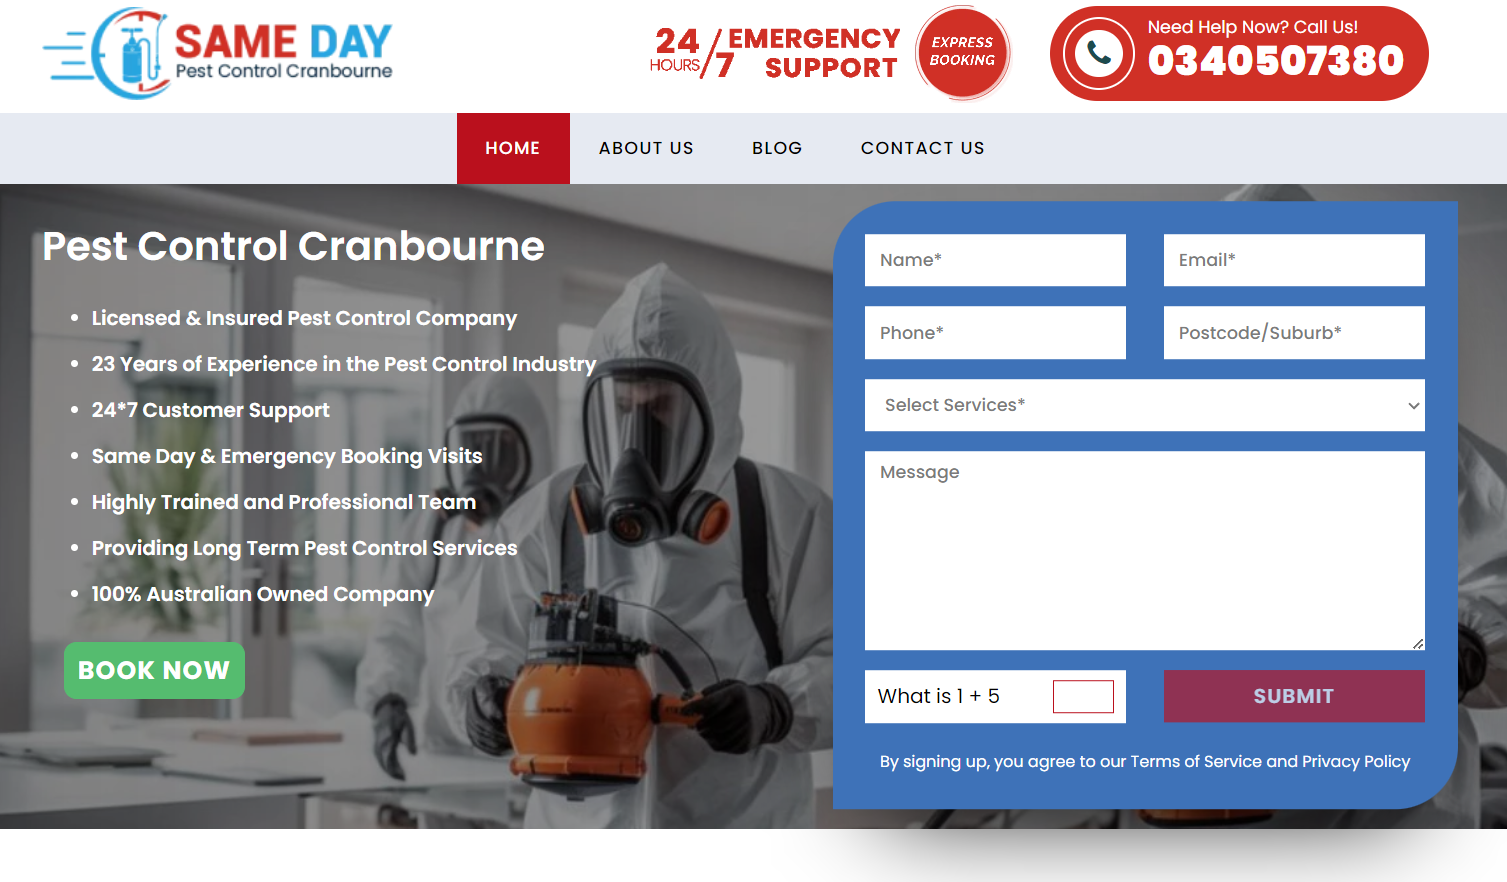 SAME DAY
Pest Control Cranbourne
24 HOURS/7 EMERGENCY SUPPORT
EXPRESS BOOKING
Need Help Now? Call Us!
0340507380
HOME
ABOUT US
BLOG
CONTACT US
Pest Control Cranbourne
• Licensed & Insured Pest Control Company
• 23 Years of Experience in the Pest Control Industry
• 24*7 Customer Support
• Same Day & Emergency Booking Visits
• Highly Trained and Professional Team
• Providing Long Term Pest Control Services
• 100% Australian Owned Company
BOOK NOW
Name*
Email*
Phone*
Postcode/Suburb*
Select Services*
Message
What is 1 + 5
SUBMIT
By signing up, you agree to our Terms of Service and Privacy Policy